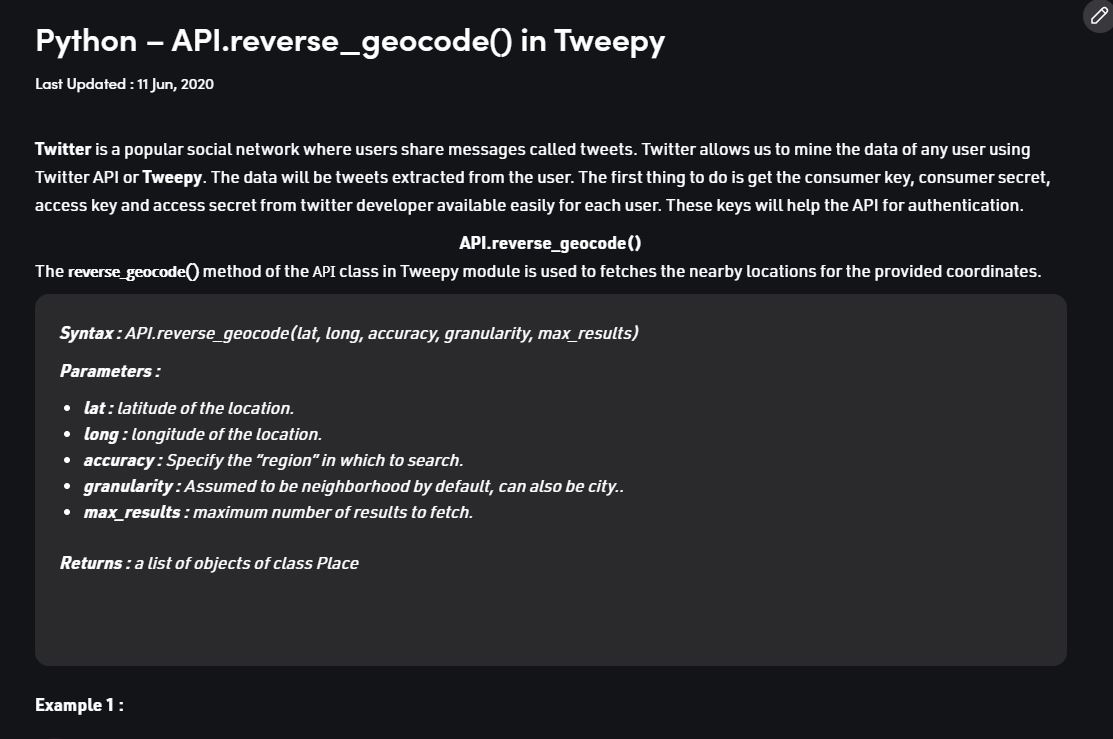 Python – API.reverse_geocode() in Tweepy
Last Updated : 11 Jun, 2020
Twitter is a popular social network where users share messages called tweets. Twitter allows us to mine the data of any user using
Twitter API or Tweepy. The data will be tweets extracted from the user. The first thing to do is get the consumer key, consumer secret,
access key and access secret from twitter developer available easily for each user. These keys will help the API for authentication.
API.reverse_geocode()
The reverse_geocode() method of the API class in Tweepy module is used to fetches the nearby locations for the provided coordinates.
Syntax : API.reverse_geocode(lat, long, accuracy, granularity, max_results)
Parameters :
• lat : latitude of the location.
• long : longitude of the location.
• accuracy : Specify the “region” in which to search.
• granularity : Assumed to be neighborhood by default, can also be city..
• max_results : maximum number of results to fetch.
Returns : a list of objects of class Place
Example 1 :